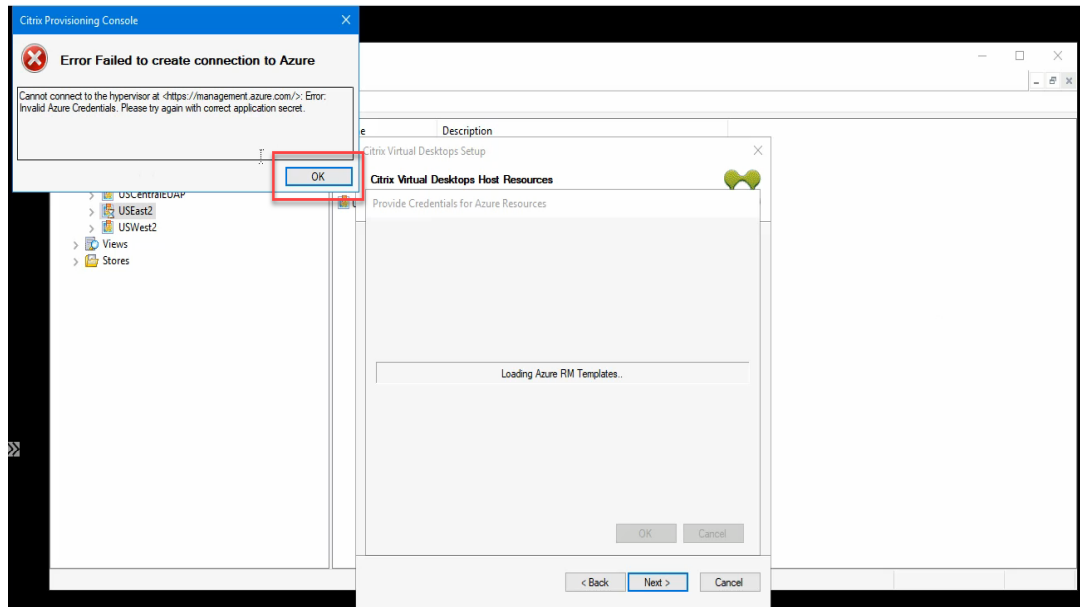 Citrix Provisioning Console
Error Failed to create connection to Azure
Cannot connect to the hypervisor at <https://management.azure.com/>: Error:
Invalid Azure Credentials. Please try again with correct application secret.
OK
Description
Citrix Virtual Desktops Setup
Citrix Virtual Desktops Host Resources
Provide Credentials for Azure Resources
USCentralEUAP
USEast2
USWest2
Views
Stores
Loading Azure RM Templates..
OK Cancel
< Back Next > Cancel